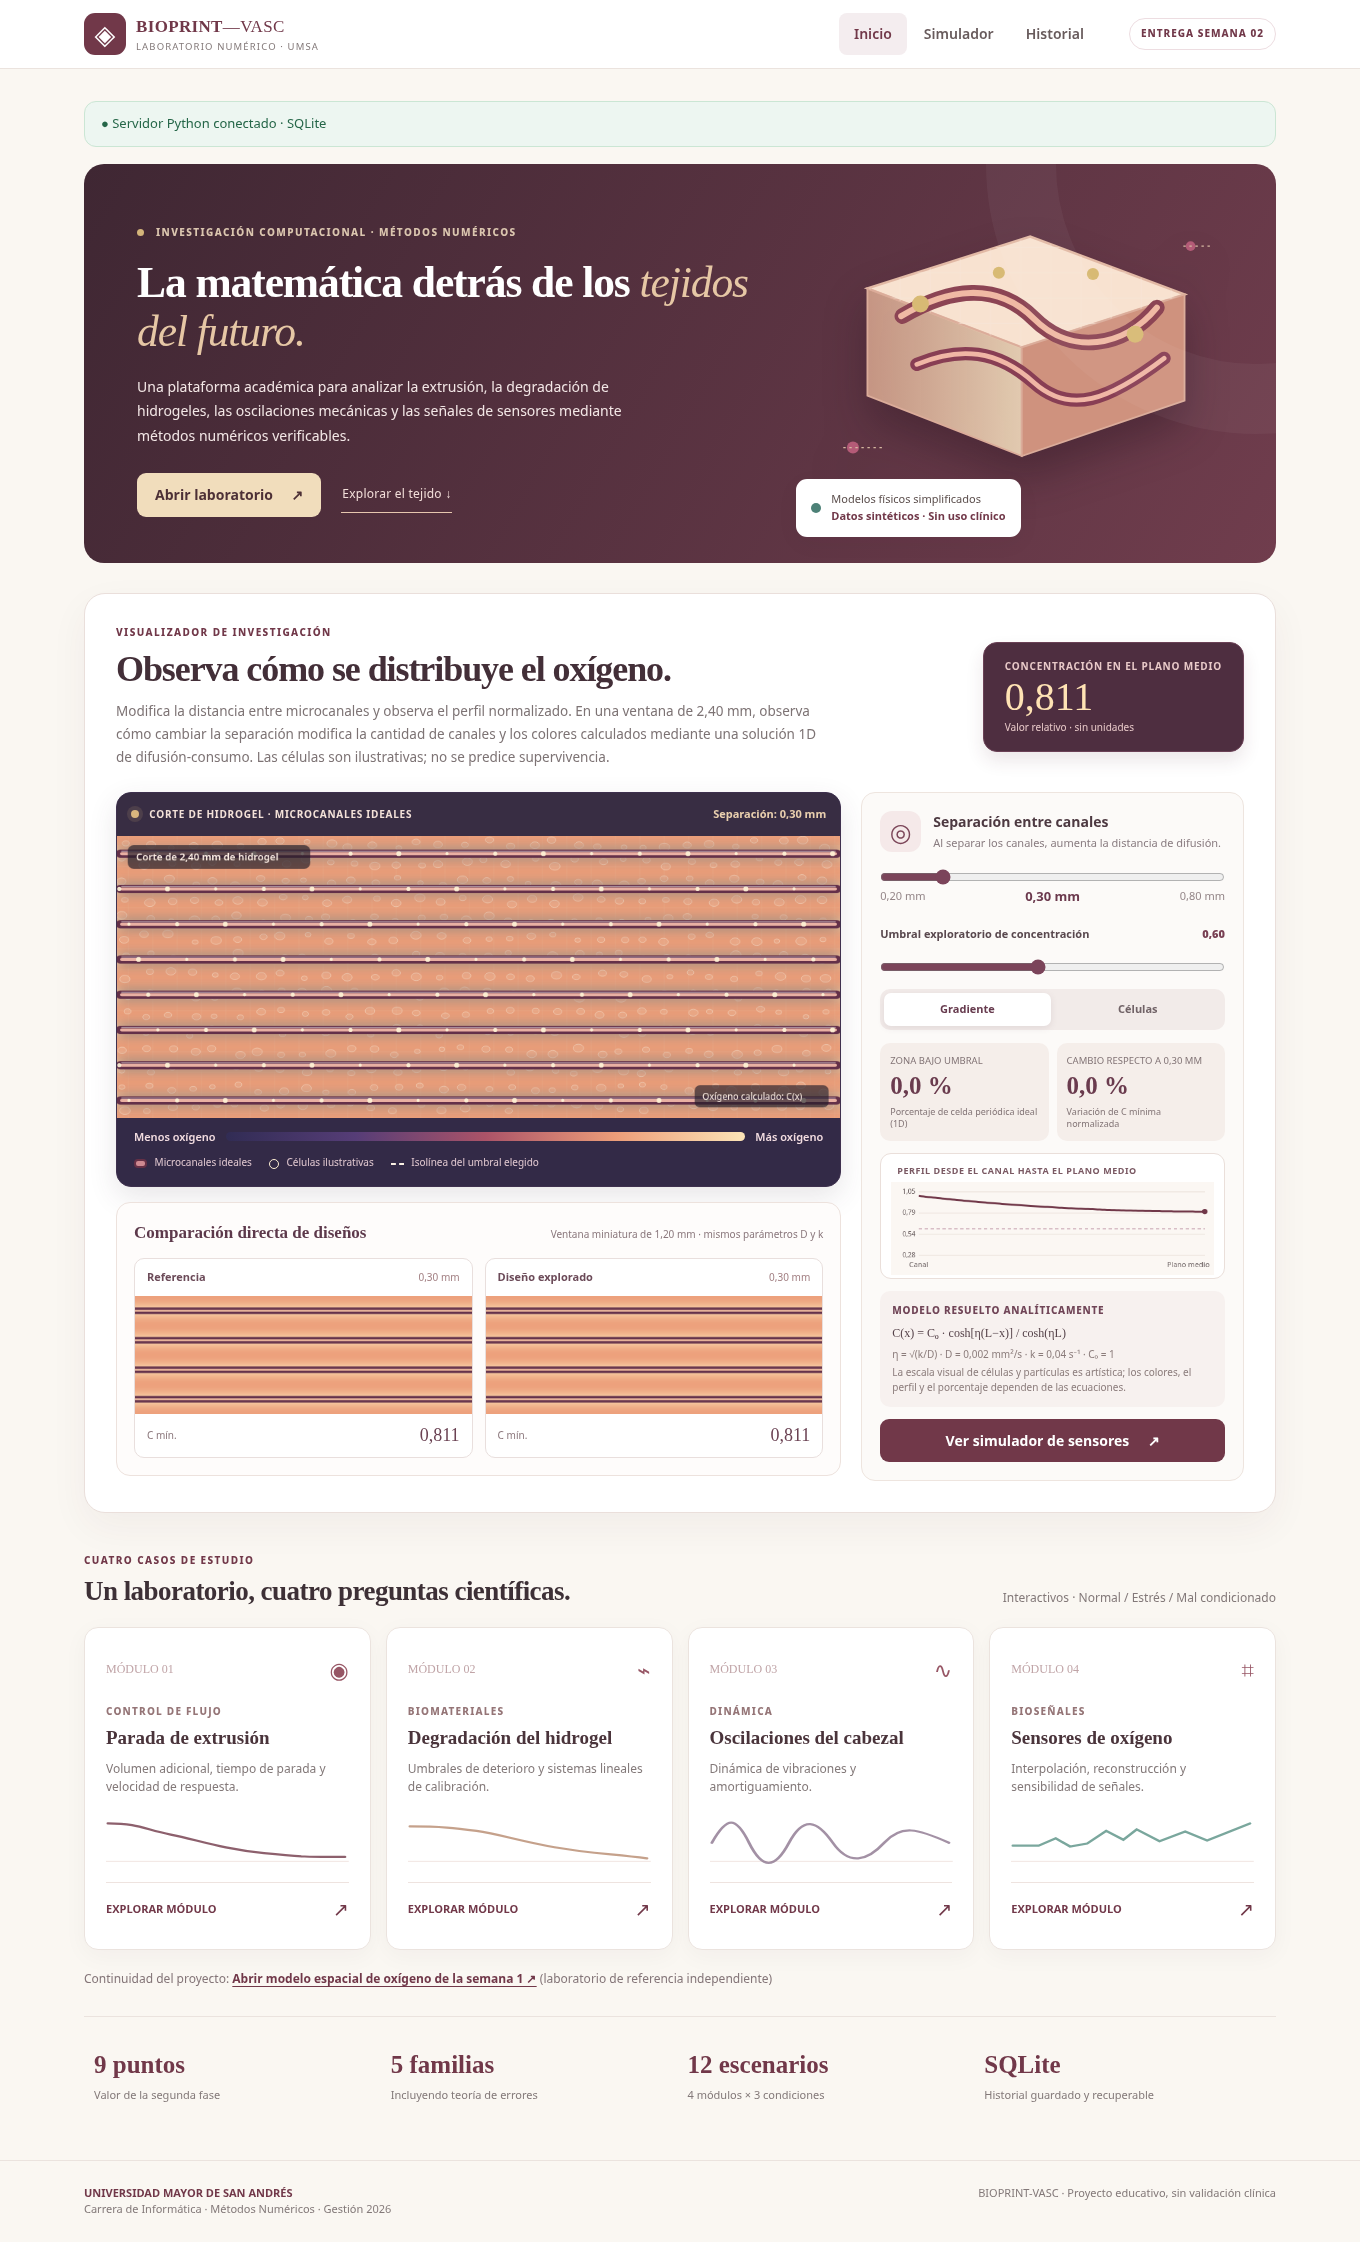 BIOPRINT—VASC
LABORATORIO NUMÉRICO · UMSA
Inicio
Simulador
Historial
ENTREGA SEMANA 02
● Servidor Python conectado · SQLite
INVESTIGACIÓN COMPUTACIONAL · MÉTODOS NUMÉRICOS
La matemática detrás de los tejidos
del futuro.
Una plataforma académica para analizar la extrusión, la degradación de
hidrogeles, las oscilaciones mecánicas y las señales de sensores mediante
métodos numéricos verificables.
Abrir laboratorio ↗
Explorar el tejido ↓
Modelos físicos simplificados
Datos sintéticos · Sin uso clínico
VISUALIZADOR DE INVESTIGACIÓN
Observa cómo se distribuye el oxígeno.
Modifica la distancia entre microcanales y observa el perfil normalizado. En una ventana de 2,40 mm, observa
cómo cambiar la separación modifica la cantidad de canales y los colores calculados mediante una solución 1D
de difusión-consumo. Las células son ilustrativas; no se predice supervivencia.
CONCENTRACIÓN EN EL PLANO MEDIO
0,811
Valor relativo · sin unidades
CORTE DE HIDROGEL · MICROCANALES IDEALES
Separación: 0,30 mm
Corte de 2,40 mm de hidrogel
Oxígeno calculado: C(x)
Menos oxígeno
Más oxígeno
Microcanales ideales
Células ilustrativas
Isolínea del umbral elegido
Comparación directa de diseños
Ventana miniatura de 1,20 mm · mismos parámetros D y k
Referencia
0,30 mm
C mín.
0,811
Diseño explorado
0,30 mm
C mín.
0,811
Separación entre canales
Al separar los canales, aumenta la distancia de difusión.
0,20 mm
0,30 mm
0,80 mm
Umbral exploratorio de concentración
0,60
Gradiente
Células
ZONA BAJO UMBRAL
0,0 %
Porcentaje de celda periódica ideal
(1D)
CAMBIO RESPECTO A 0,30 MM
0,0 %
Variación de C mínima
normalizada
PERFIL DESDE EL CANAL HASTA EL PLANO MEDIO
1,05
0,79
0,54
0,28
Canal
Plano medio
MODELO RESUELTO ANALÍTICAMENTE
C(x) = C₀ · cosh[η(L−x)] / cosh(ηL)
η = √(k/D) · D = 0,002 mm²/s · k = 0,04 s⁻¹ · C₀ = 1
La escala visual de células y partículas es artística; los colores, el
perfil y el porcentaje dependen de las ecuaciones.
Ver simulador de sensores ↗
CUATRO CASOS DE ESTUDIO
Un laboratorio, cuatro preguntas científicas.
Interactivos · Normal / Estrés / Mal condicionado
MÓDULO 01
CONTROL DE FLUJO
Parada de extrusión
Volumen adicional, tiempo de parada y
velocidad de respuesta.
EXPLORAR MÓDULO ↗
MÓDULO 02
BIOMATERIALES
Degradación del hidrogel
Umbrales de deterioro y sistemas lineales
de calibración.
EXPLORAR MÓDULO ↗
MÓDULO 03
DINÁMICA
Oscilaciones del cabezal
Dinámica de vibraciones y
amortiguamiento.
EXPLORAR MÓDULO ↗
MÓDULO 04
BIOSEÑALES
Sensores de oxígeno
Interpolación, reconstrucción y
sensibilidad de señales.
EXPLORAR MÓDULO ↗
Continuidad del proyecto: Abrir modelo espacial de oxígeno de la semana 1 ↗ (laboratorio de referencia independiente)
9 puntos
Valor de la segunda fase
5 familias
Incluyendo teoría de errores
12 escenarios
4 módulos × 3 condiciones
SQLite
Historial guardado y recuperable
UNIVERSIDAD MAYOR DE SAN ANDRÉS
Carrera de Informática · Métodos Numéricos · Gestión 2026
BIOPRINT-VASC · Proyecto educativo, sin validación clínica